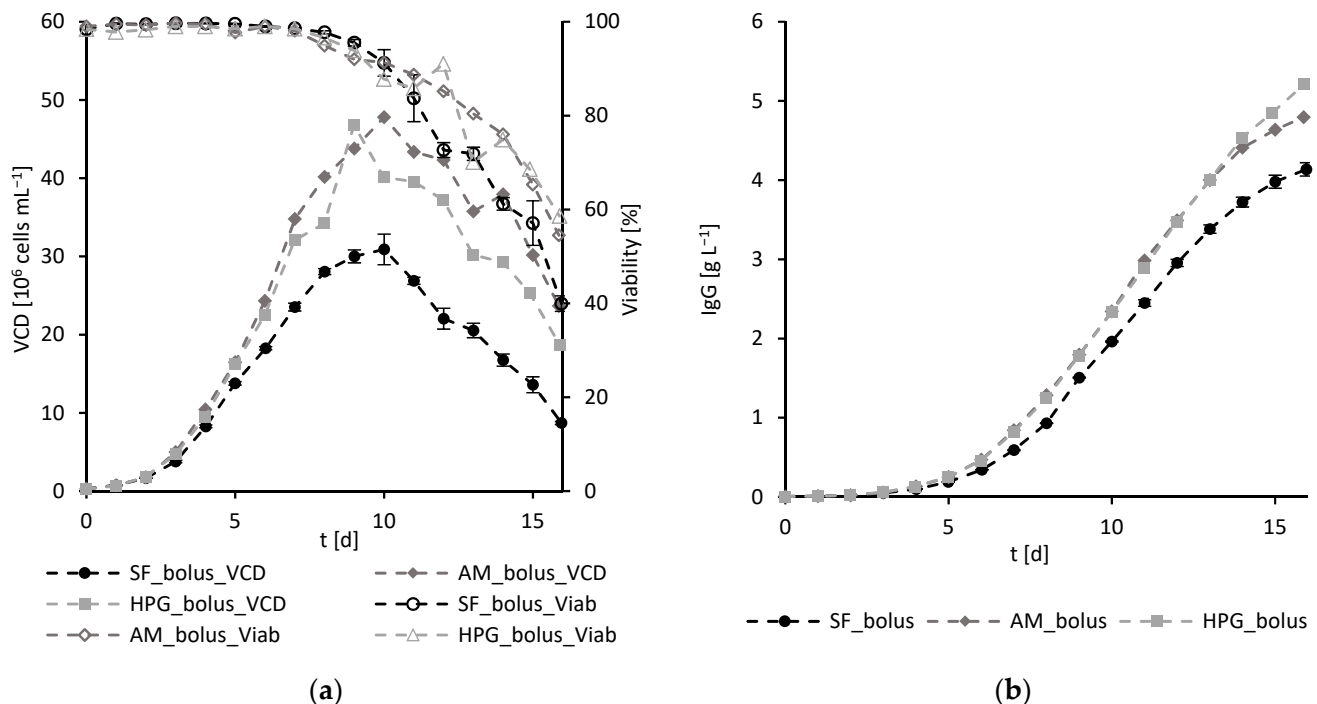 60
50
40
30
20
10
0
VCD [10⁶ cells mL⁻¹]
100
80
60
40
20
0
Viability [%]
0 5 10 15
t [d]
SF_bolus_VCD AM_bolus_VCD
HPG_bolus_VCD SF_bolus_Viab
AM_bolus_Viab HPG_bolus_Viab
(a)
6
5
4
3
2
1
0
IgG [g L⁻¹]
0 5 10 15
t [d]
SF_bolus AM_bolus HPG_bolus
(b)